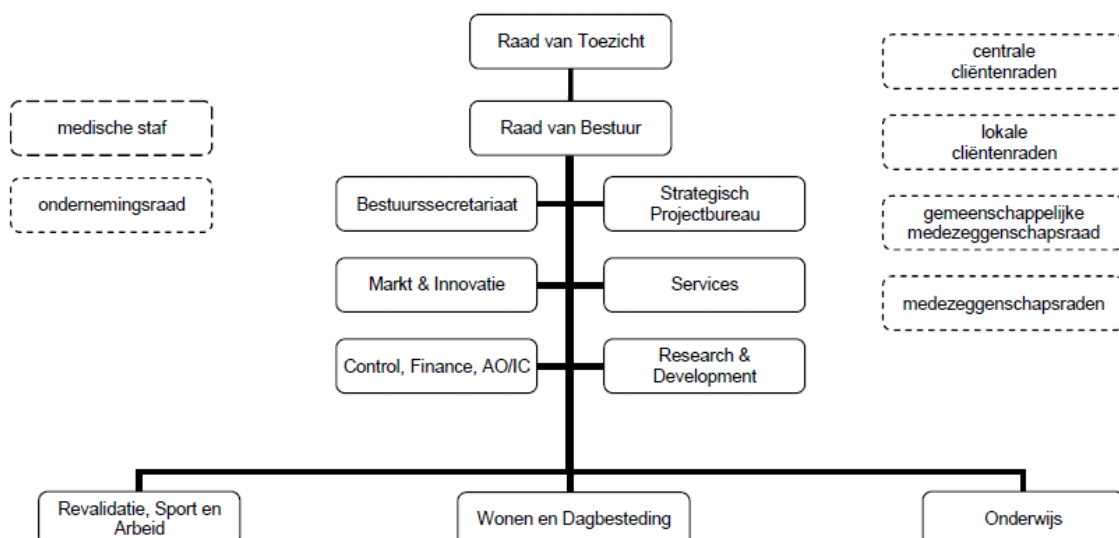 Raad van Toezicht
centrale
cliëntenraden
medische staf
Raad van Bestuur
lokale
cliëntenraden
ondernemingsraad
Bestuurssecretariaat
Strategisch
Projectbureau
gemeenschappelijke
medezeggenschapsraad
Markt & Innovatie
Services
medezeggenschapsraden
Control, Finance, AO/IC
Research &
Development
Revalidatie, Sport en
Arbeid
Wonen en Dagbesteding
Onderwijs